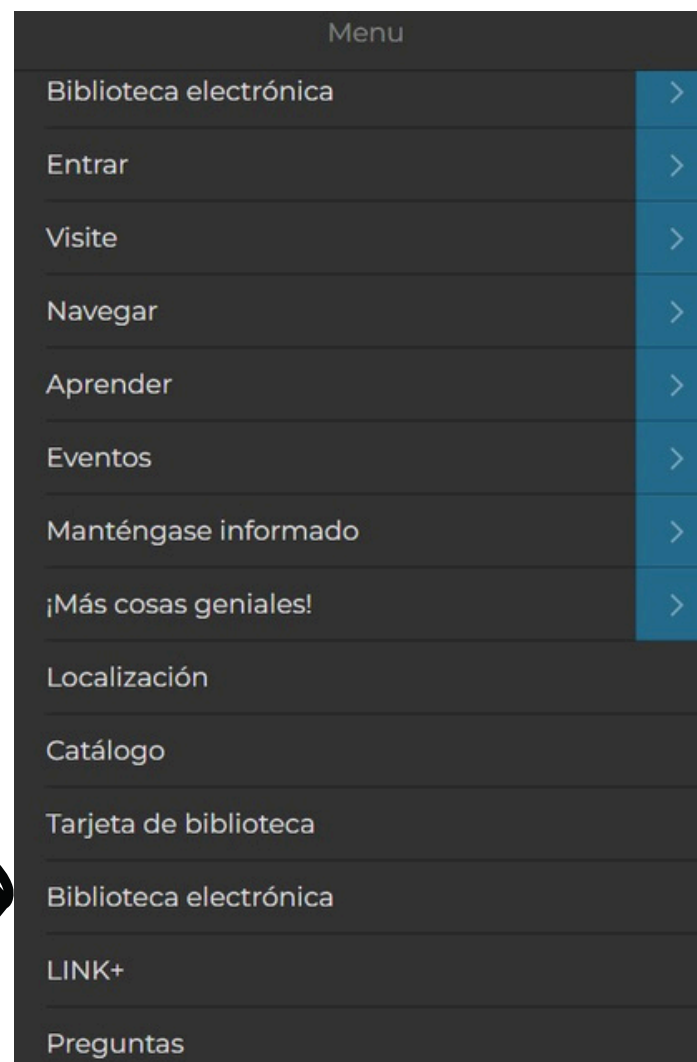 Menu
Biblioteca electrónica
Entrar
Visite
Navegar
Aprender
Eventos
Manténgase informado
¡Más cosas geniales!
Localización
Catálogo
Tarjeta de biblioteca
Biblioteca electrónica
LINK+
Preguntas